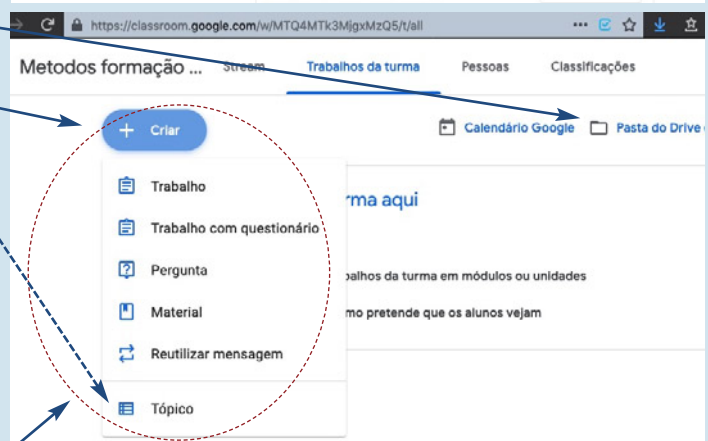 https://classroom.google.com/w/MTQ4MTk3MjgxMzQ5/t/all
Metodos formação ... Stream Trabalhos da turma Pessoas Classificações
+ Criar Calendário Google Pasta do Drive
Trabalho
rma aqui
Trabalho com questionário
Pergunta
balhos da turma em módulos ou unidades
Material
mo pretende que os alunos vejam
Reutilizar mensagem
Tópico